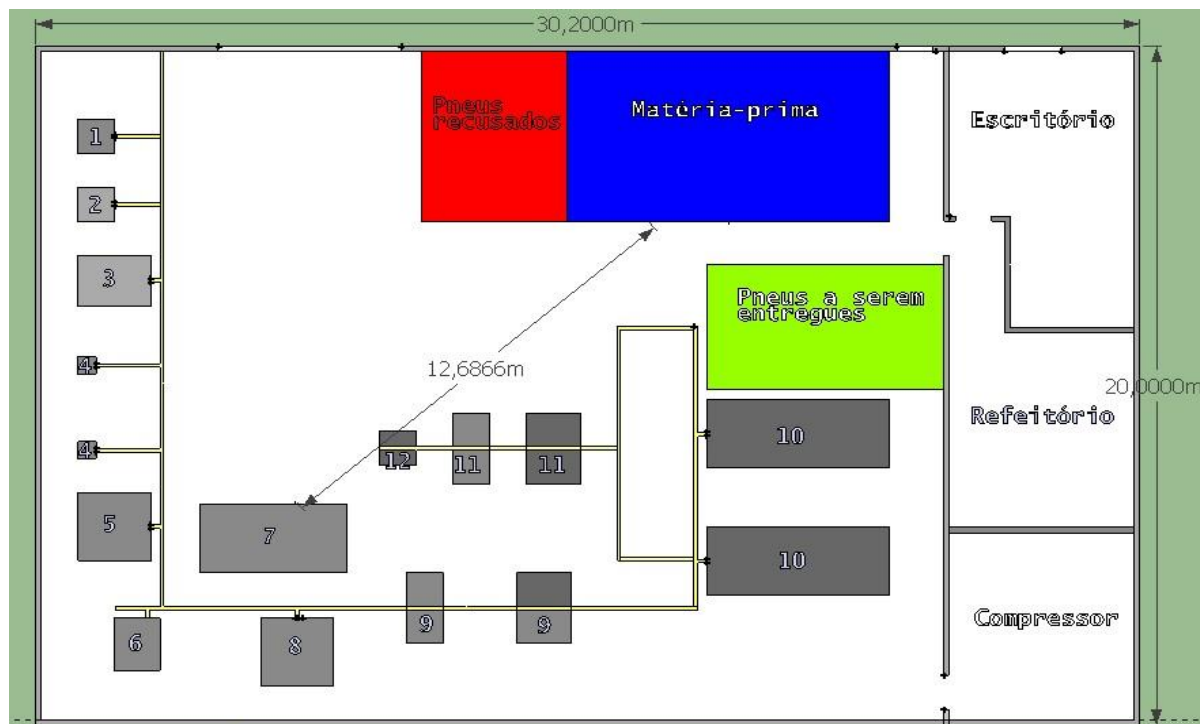 30,2000m
Pneus
recusados
Matéria-prima
Escritório
1
2
3
Pneus a serem
entregues
4
12,6866m
20,0000m
Refeitório
10
12
11
11
4
5
7
10
6
8
9
9
Compressor